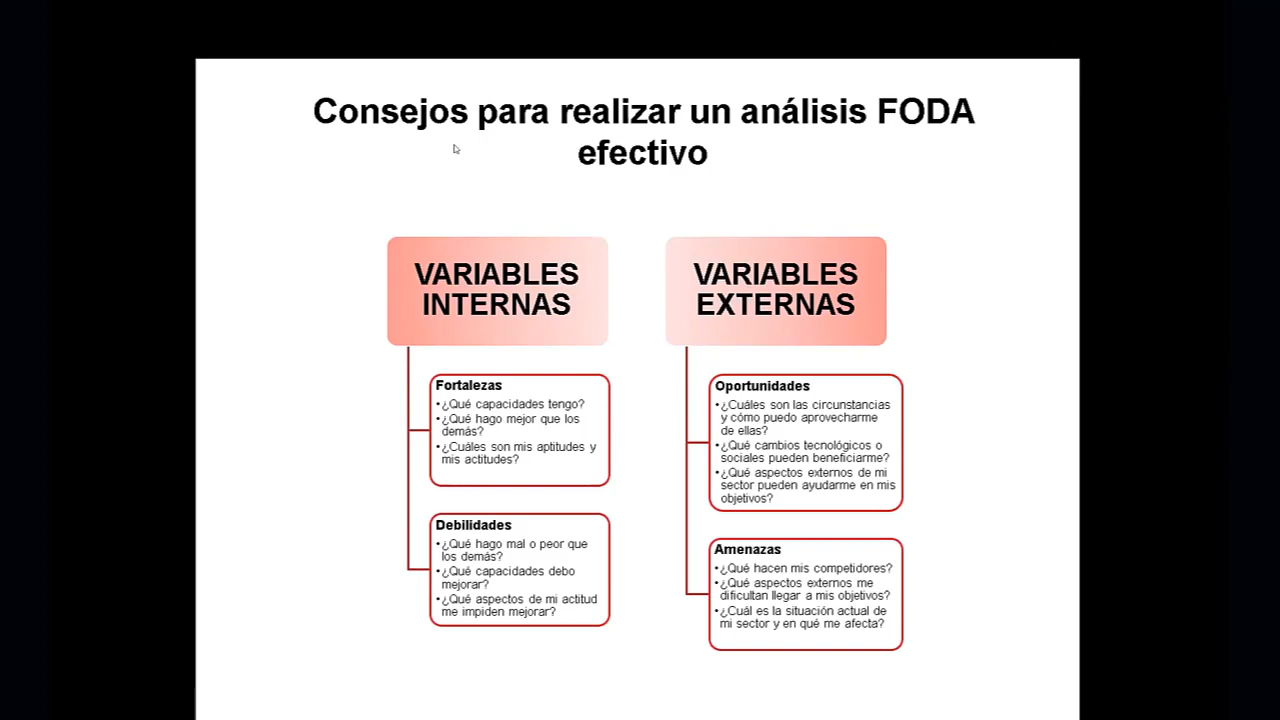 Consejos para realizar un análisis FODA
efectivo
VARIABLES
INTERNAS
Fortalezas
•¿Qué capacidades tengo?
•¿Qué hago mejor que los
demás?
•¿Cuáles son mis aptitudes y
mis actitudes?
Debilidades
•¿Qué hago mal o peor que
los demás?
•¿Qué capacidades debo
mejorar?
•¿Qué aspectos de mi actitud
me impiden mejorar?
VARIABLES
EXTERNAS
Oportunidades
•¿Cuáles son las circunstancias
y cómo puedo aprovecharme
de ellas?
•¿Qué cambios tecnológicos o
sociales pueden beneficiarme?
•¿Qué aspectos externos de mi
sector pueden ayudarme en mis
objetivos?
Amenazas
•¿Qué hacen mis competidores?
•¿Qué aspectos externos me
dificultan llegar a mis objetivos?
•¿Cuál es la situación actual de
mi sector y en qué me afecta?